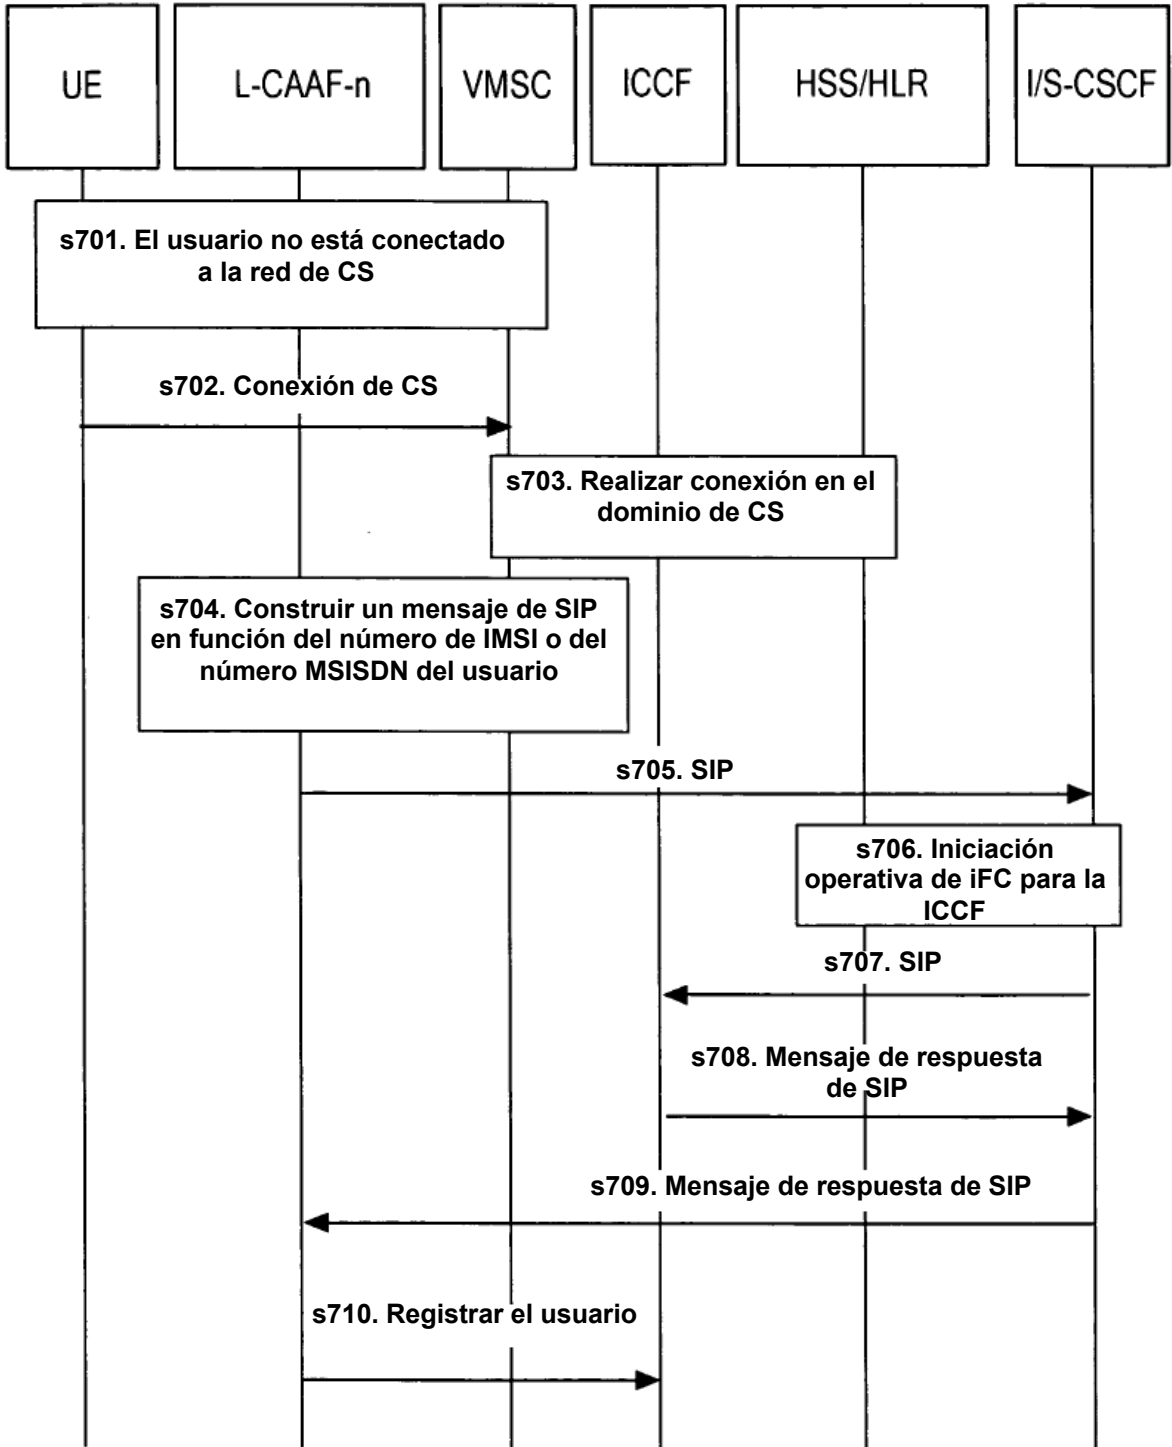 UE
L-CAAF-n
VMSC
ICCF
HSS/HLR
I/S-CSCF
s701. El usuario no está conectado
a la red de CS
s702. Conexión de CS
s703. Realizar conexión en el
dominio de CS
s704. Construir un mensaje de SIP
en función del número de IMSI o del
número MSISDN del usuario
s705. SIP
s706. Iniciación
operativa de iFC para la
ICCF
s707. SIP
s708. Mensaje de respuesta
de SIP
s709. Mensaje de respuesta de SIP
s710. Registrar el usuario